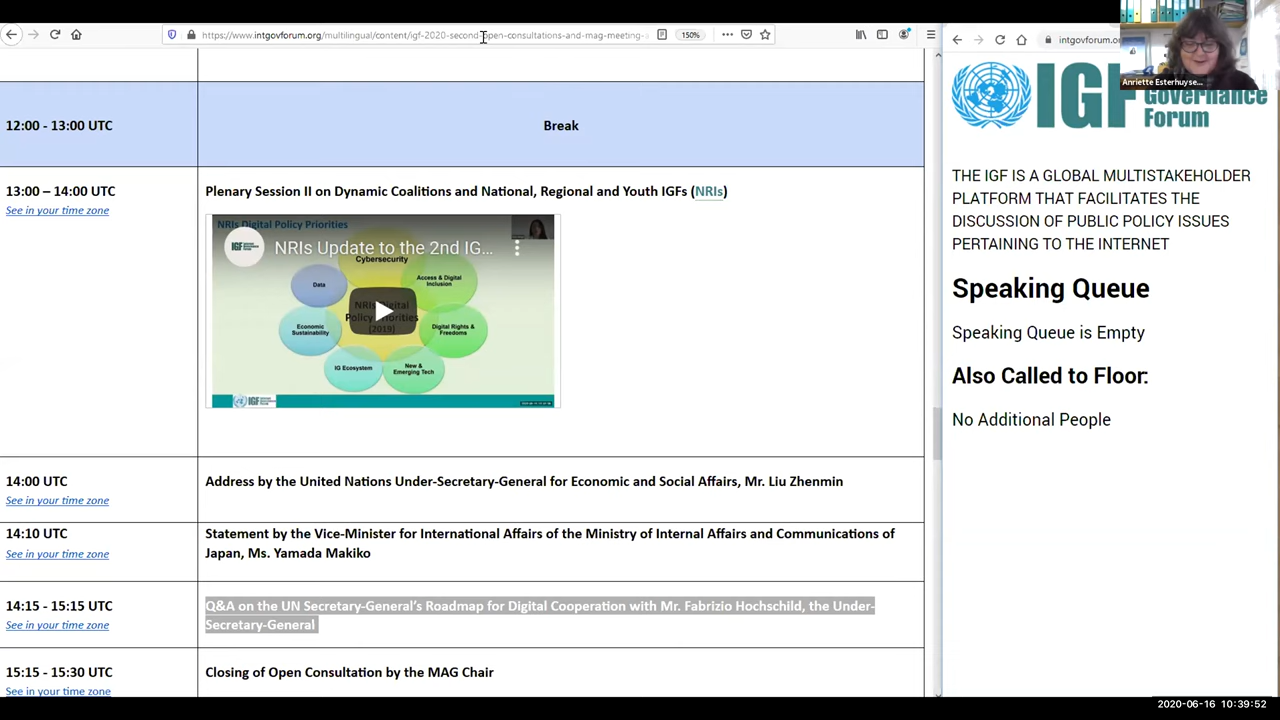 https://www.intgovforum.org/multilingual/content/igf-2020-second-open-consultations-and-mag-meeting-
150%
intgovforum.o
Anriette Esterhuyse...
12:00 - 13:00 UTC
Break
13:00 – 14:00 UTC
See in your time zone
Plenary Session II on Dynamic Coalitions and National, Regional and Youth IGFs (NRIs)
NRIs Digital Policy Priorities
IGF
NRIs Update to the 2nd IG...
Cybersecurity
Data
Access & Digital
Inclusion
NRIs Digital
Policy Priorities
[2019]
Economic
Sustainability
Digital Rights &
Freedoms
IG Ecosystem
New &
Emerging Tech
IGF
14:00 UTC
See in your time zone
Address by the United Nations Under-Secretary-General for Economic and Social Affairs, Mr. Liu Zhenmin
14:10 UTC
See in your time zone
Statement by the Vice-Minister for International Affairs of the Ministry of Internal Affairs and Communications of
Japan, Ms. Yamada Makiko
14:15 - 15:15 UTC
See in your time zone
Q&A on the UN Secretary-General’s Roadmap for Digital Cooperation with Mr. Fabrizio Hochschild, the Under-
Secretary-General
15:15 - 15:30 UTC
See in your time zone
Closing of Open Consultation by the MAG Chair
IGF
Governance
Forum
THE IGF IS A GLOBAL MULTISTAKEHOLDER
PLATFORM THAT FACILITATES THE
DISCUSSION OF PUBLIC POLICY ISSUES
PERTAINING TO THE INTERNET
Speaking Queue
Speaking Queue is Empty
Also Called to Floor:
No Additional People
2020-06-16 10:39:52